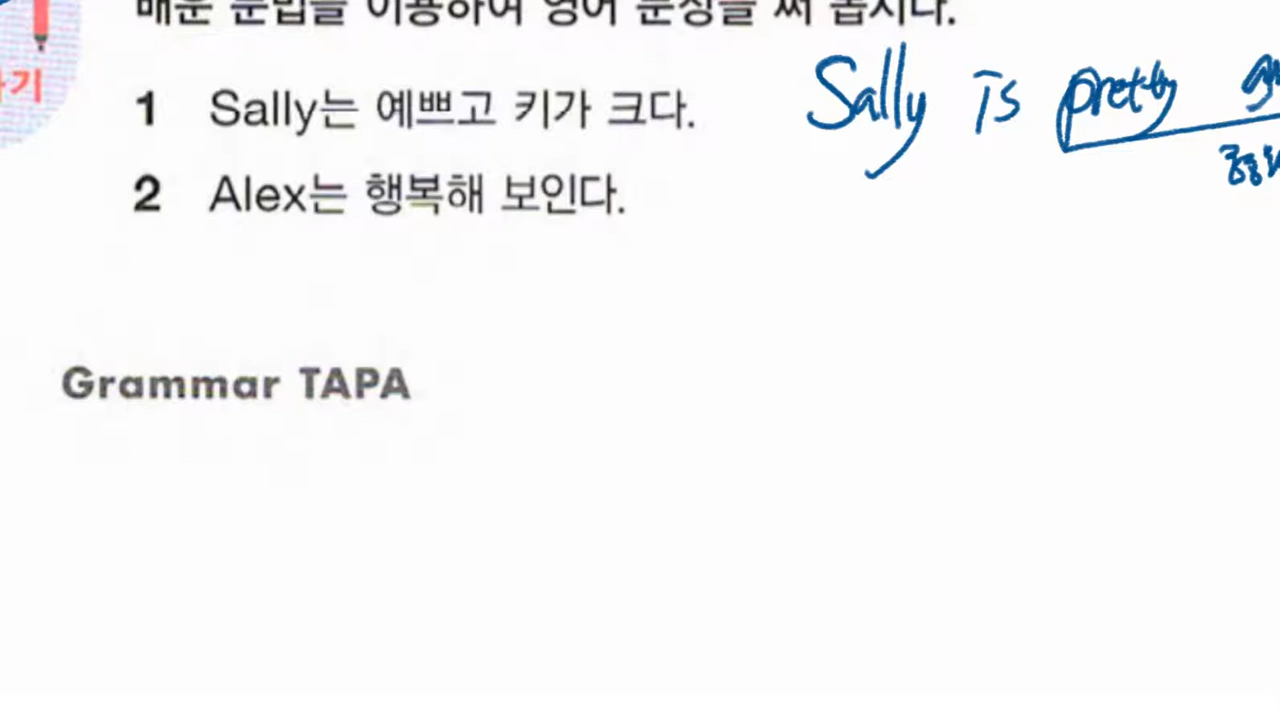 배운 문법을 이용하여 영어 문장을 써 봅시다.
1 Sally는 예쁘고 키가 크다.
Sally is pretty
2 Alex는 행복해 보인다.
Grammar TAPA